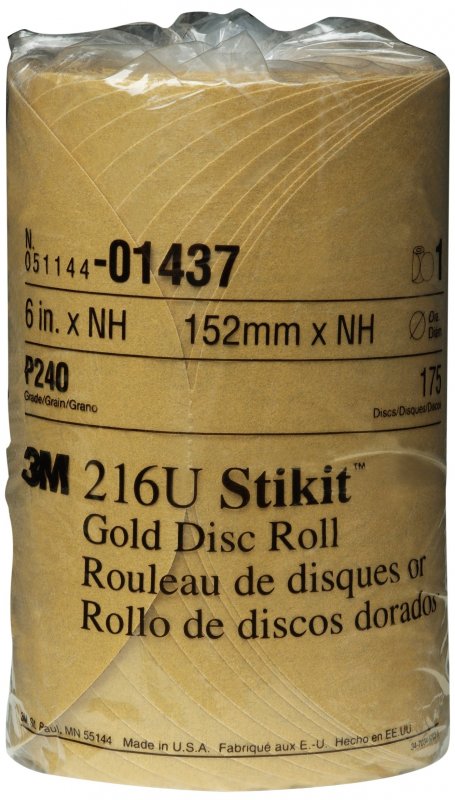 N.
051144-01437 1
6 in. x NH 152mm x NH Dia.
Diám
P240 175
Grade/Grain/Grano Discs/Disques/Discos
3M 216U Stikit™
Gold Disc Roll
Rouleau de disques or
Rollo de discos dorados
3M St. Paul, MN 55144 Made in U.S.A. Fabriqué aux E.-U. Hecho en EE.UU